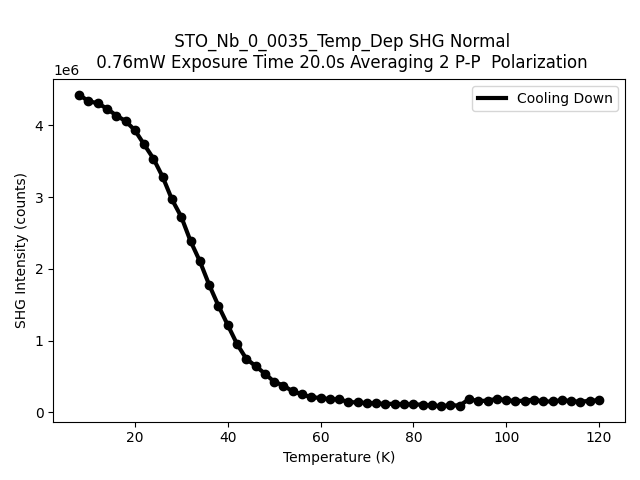 STO_Nb_0_0035_Temp_Dep SHG Normal
0.76mW Exposure Time 20.0s Averaging 2 P-P  Polarization
1e6
Cooling Down
4
3
2
1
0
SHG Intensity (counts)
20 40 60 80 100 120
Temperature (K)